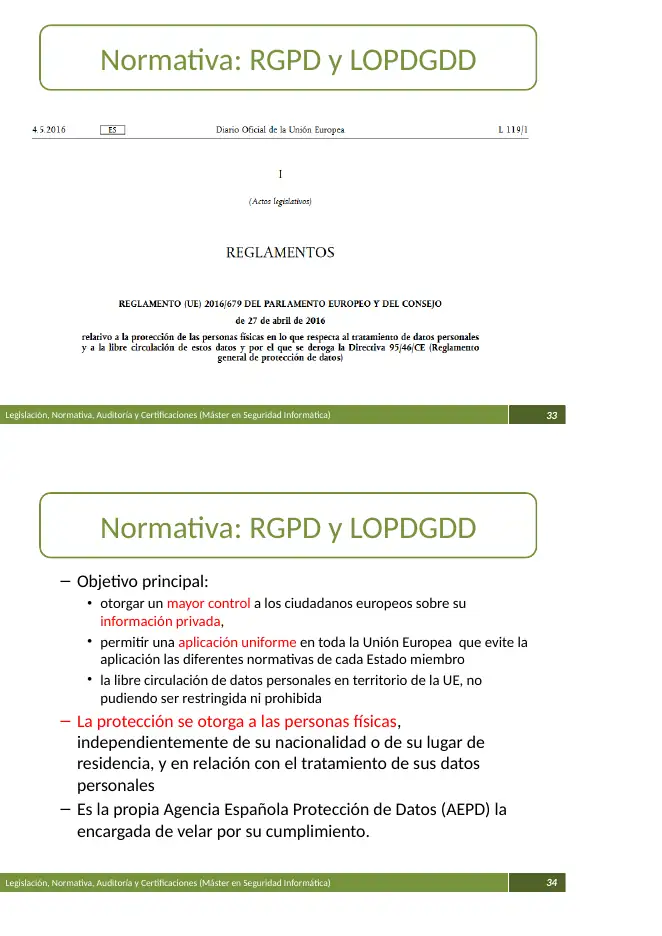 Normativa: RGPD y LOPDGDD
4.5.2016 ES Diario Oficial de la Unión Europea L 119/1
I
(Actos legislativos)
REGLAMENTOS
REGLAMENTO (UE) 2016/679 DEL PARLAMENTO EUROPEO Y DEL CONSEJO
de 27 de abril de 2016
relativo a la protección de las personas físicas en lo que respecta al tratamiento de datos personales
y a la libre circulación de estos datos y por el que se deroga la Directiva 95/46/CE (Reglamento
general de protección de datos)
Legislación, Normativa, Auditoría y Certificaciones (Máster en Seguridad Informática) 33
Normativa: RGPD y LOPDGDD
– Objetivo principal:
• otorgar un mayor control a los ciudadanos europeos sobre su
información privada,
• permitir una aplicación uniforme en toda la Unión Europea que evite la
aplicación las diferentes normativas de cada Estado miembro
• la libre circulación de datos personales en territorio de la UE, no
pudiendo ser restringida ni prohibida
– La protección se otorga a las personas físicas,
independientemente de su nacionalidad o de su lugar de
residencia, y en relación con el tratamiento de sus datos
personales
– Es la propia Agencia Española Protección de Datos (AEPD) la
encargada de velar por su cumplimiento.
Legislación, Normativa, Auditoría y Certificaciones (Máster en Seguridad Informática) 34